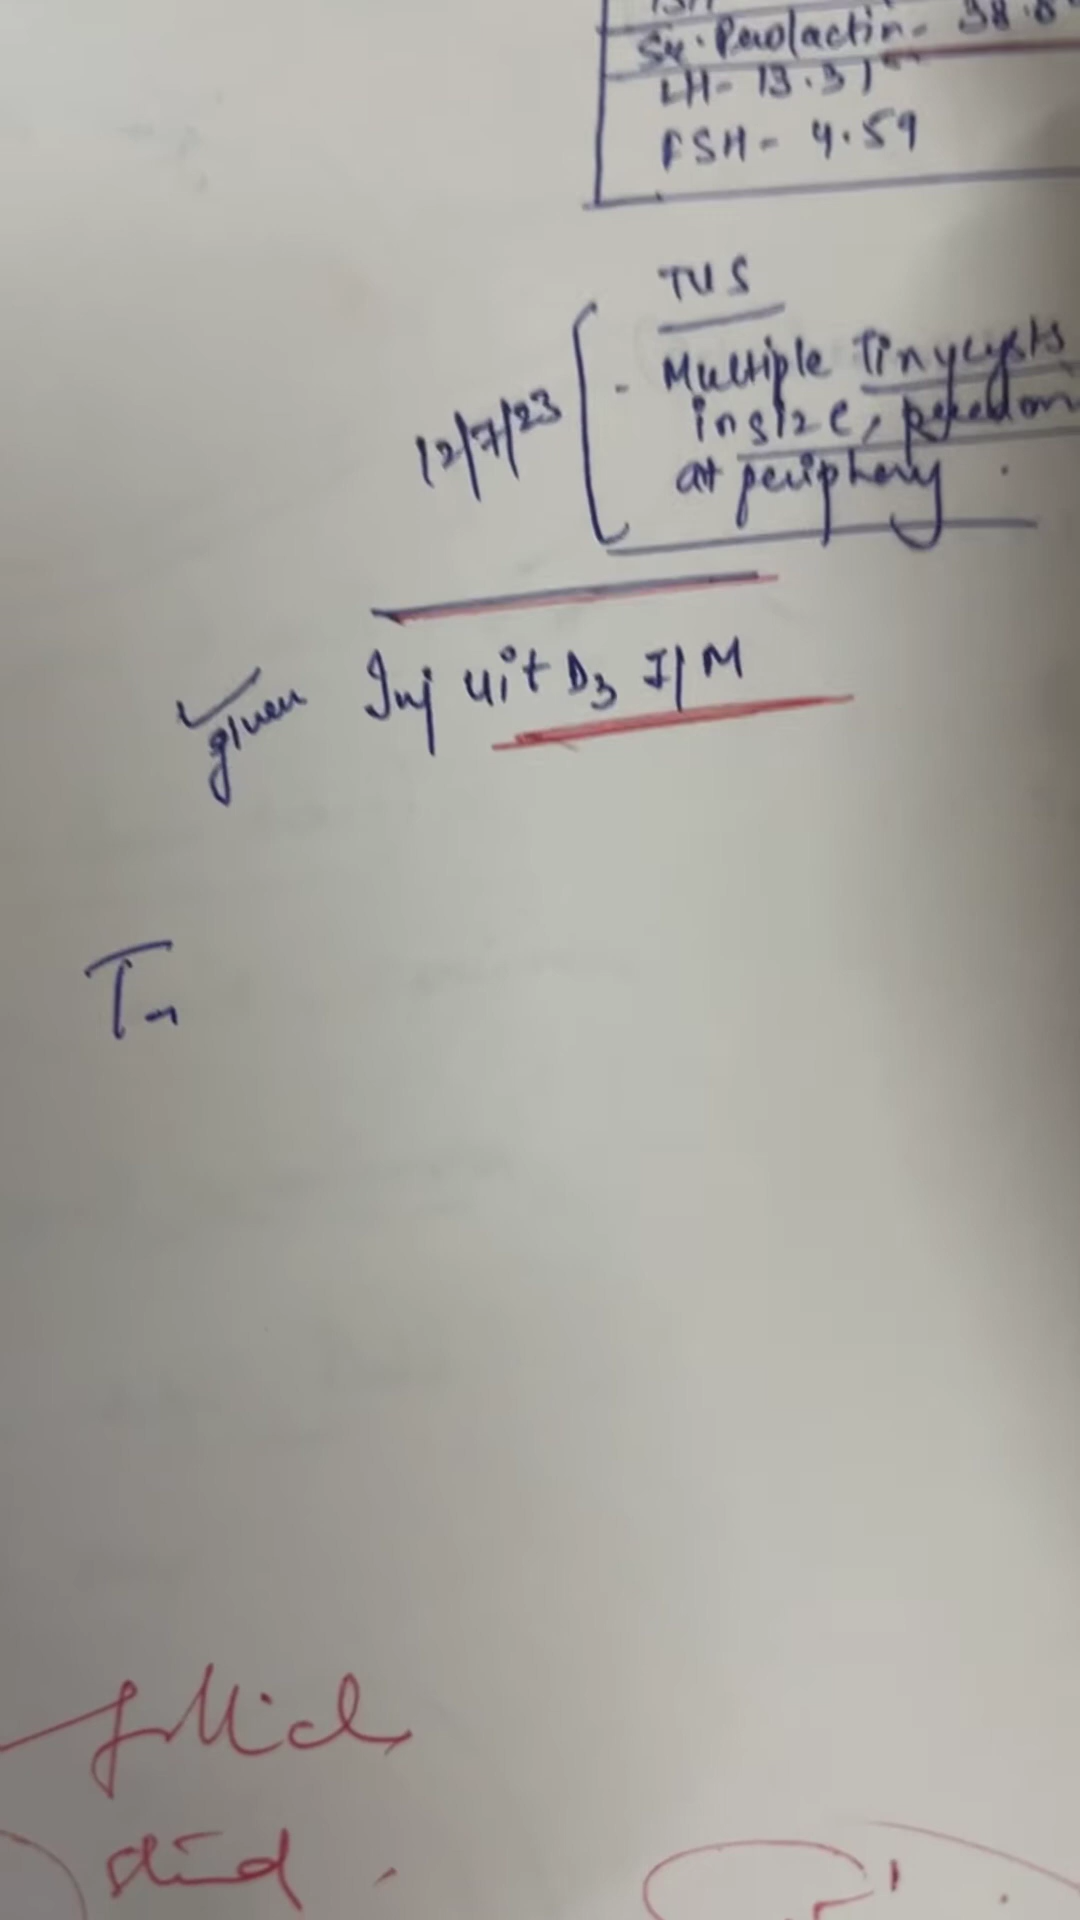 TSH
Sr. Prolactin - 38.
LH - 13.31
FSH - 4.59
TVS
12/7/23
- Multiple Tiny cysts
in size,
at periphery
given Inj Vit D3 I/M
T